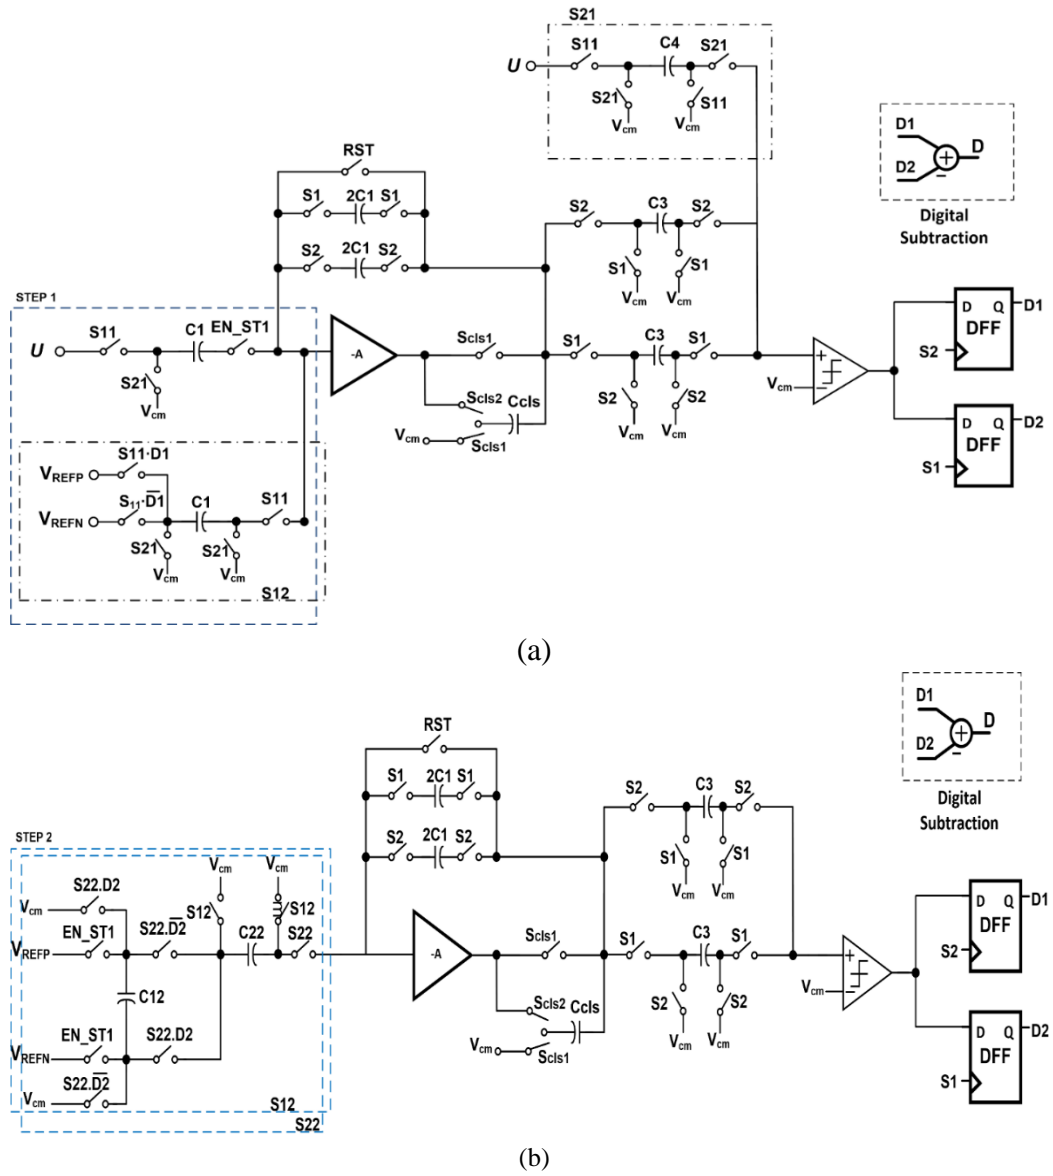 S21
S11 C4 S21
U
S21 S11
Vcm Vcm
D1
D
D2
Digital
Subtraction
RST
S1 2C1 S1
S2 2C1 S2
S2 C3 S2
S1 S1
Vcm Vcm
STEP 1
S11 C1 EN_ST1
U
S21
Vcm
-A
Scls1
Scls2 Ccls
Vcm Scls1
S1 C3 S1
S2 S2
Vcm Vcm
+
Vcm
D Q D1
DFF
S2
D Q D2
DFF
S1
S11·D1
VREFP
S11·D1̅
VREFN
C1 S11
S21 S21
Vcm Vcm
S12
(a)
D1
D
D2
Digital
Subtraction
RST
S1 2C1 S1
S2 2C1 S2
S2 C3 S2
S1 S1
Vcm Vcm
STEP 2
Vcm Vcm
S22.D2
Vcm
S12 S12
EN_ST1 S22.D2̅
VREFP
C22 S22
C12
EN_ST1 S22.D2
VREFN
Vcm
S22.D2̅
S12
S22
-A
Scls1
Scls2 Ccls
Vcm Scls1
S1 C3 S1
S2 S2
Vcm Vcm
+
Vcm
D Q D1
DFF
S2
D Q D2
DFF
S1
(b)